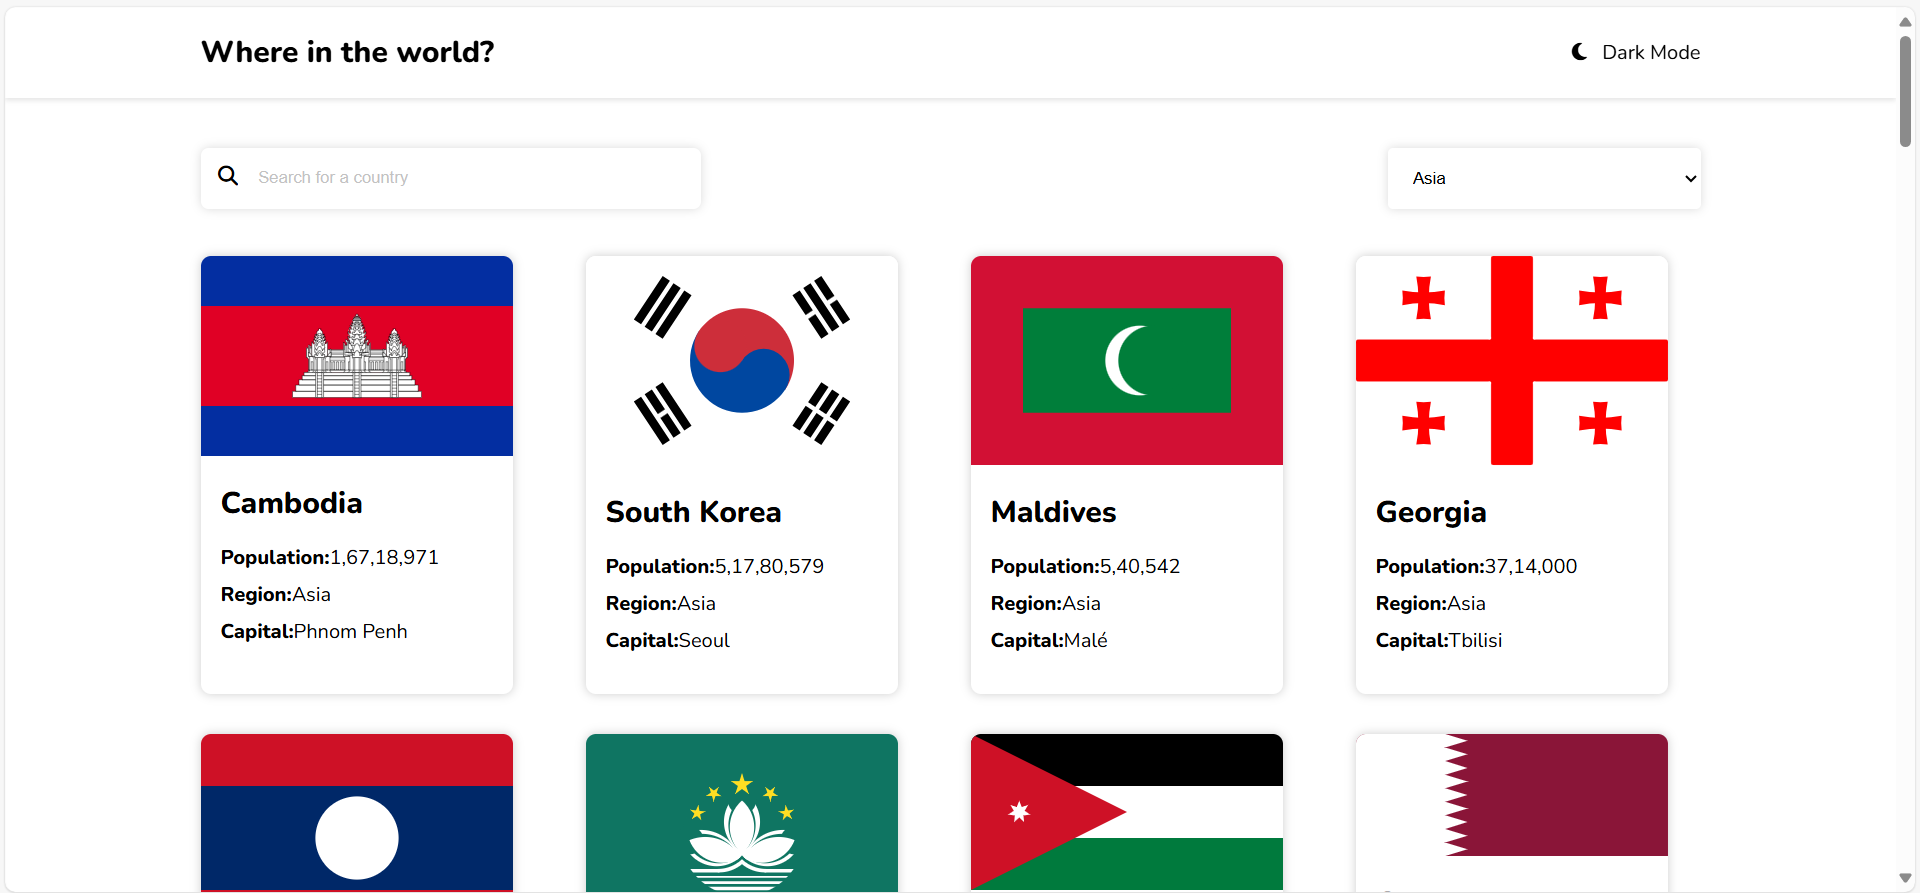 Where in the world?
Dark Mode
Search for a country
Asia
Cambodia
Population:1,67,18,971
Region:Asia
Capital:Phnom Penh
South Korea
Population:5,17,80,579
Region:Asia
Capital:Seoul
Maldives
Population:5,40,542
Region:Asia
Capital:Malé
Georgia
Population:37,14,000
Region:Asia
Capital:Tbilisi